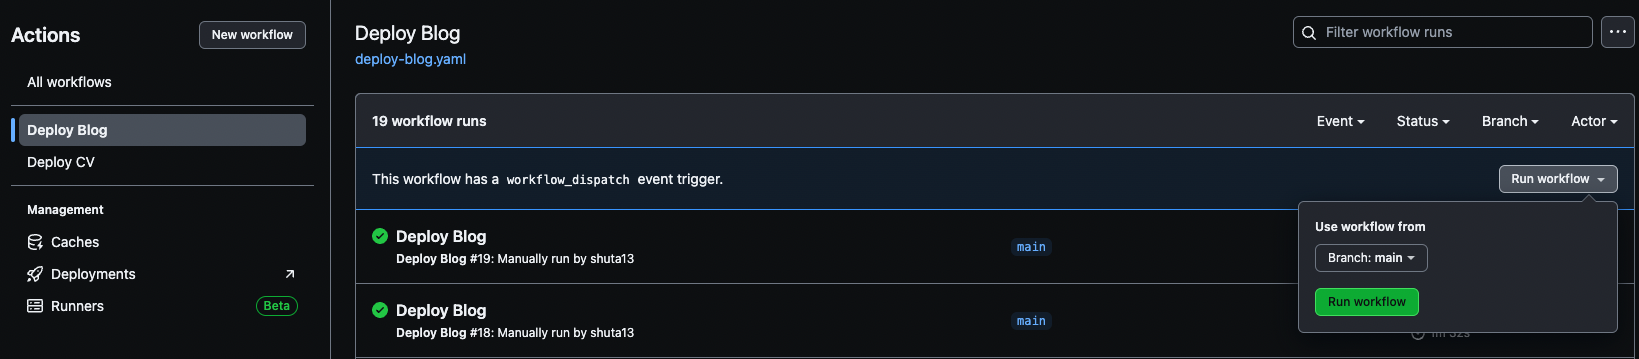 Actions
New workflow
All workflows
Deploy Blog
Deploy CV
Management
Caches
Deployments
Runners
Beta
Deploy Blog
deploy-blog.yaml
Filter workflow runs
19 workflow runs
Event
Status
Branch
Actor
This workflow has a workflow_dispatch event trigger.
Run workflow
Use workflow from
Branch: main
Run workflow
Deploy Blog
Deploy Blog #19: Manually run by shuta13
main
Deploy Blog
Deploy Blog #18: Manually run by shuta13
main
1m 32s